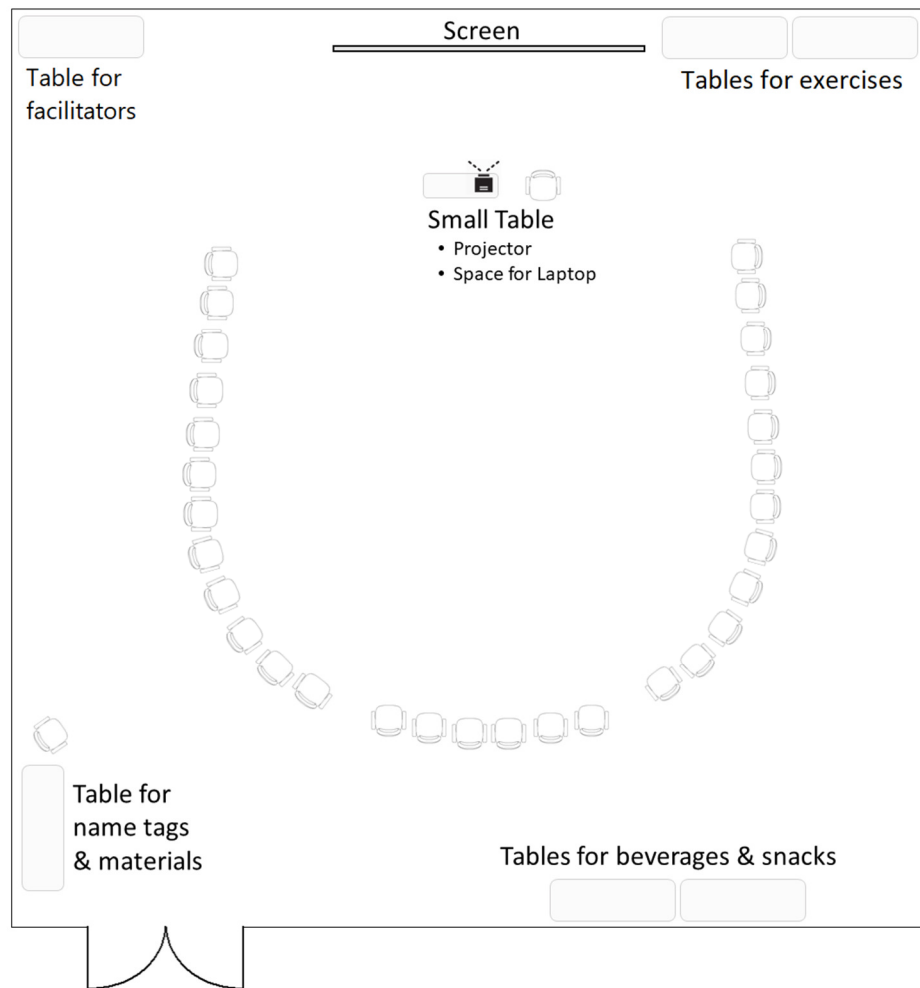 Screen
Table for
facilitators
Tables for exercises
Small Table
• Projector
• Space for Laptop
Table for
name tags
& materials
Tables for beverages & snacks